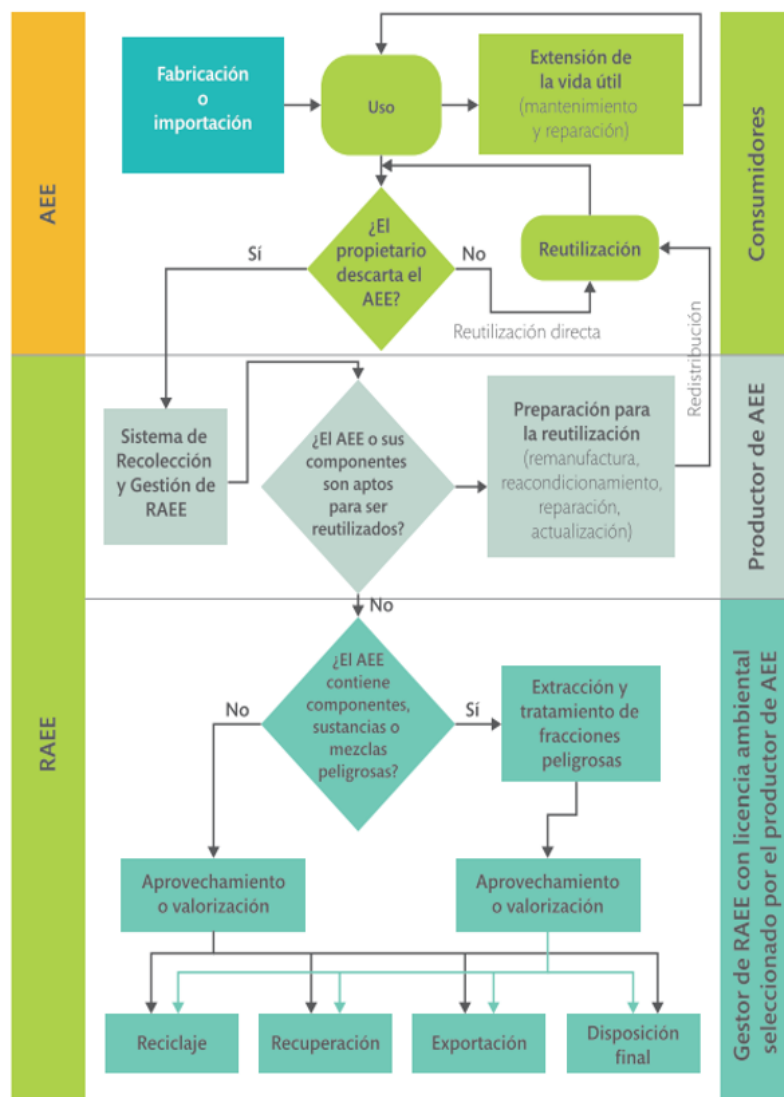 AEE
Fabricación
o
importación
Uso
Extensión de
la vida útil
(mantenimiento
y reparación)
Consumidores
¿El
propietario
descarta el
AEE?
Sí
No
Reutilización
Reutilización directa
Redistribución
RAEE
Sistema de
Recolección
y Gestión de
RAEE
¿El AEE o sus
componentes
son aptos
para ser
reutilizados?
Preparación para
la reutilización
(remanufactura,
reacondicionamiento,
reparación,
actualización)
Productor de AEE
No
¿El AEE
contiene
componentes,
sustancias o
mezclas
peligrosas?
No
Sí
Extracción y
tratamiento de
fracciones
peligrosas
Aprovechamiento
o valorización
Aprovechamiento
o valorización
Reciclaje
Recuperación
Exportación
Disposición
final
Gestor de RAEE con licencia ambiental
seleccionado por el productor de AEE